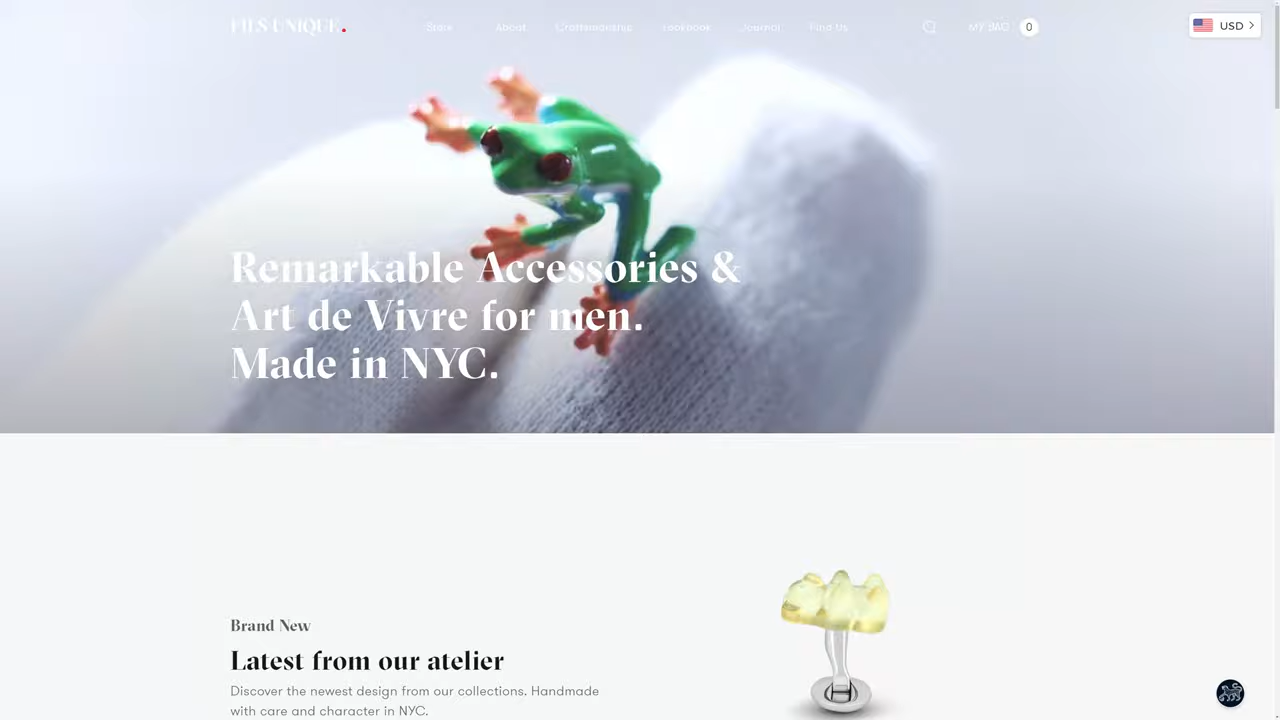 FILS UNIQUE.
Store
About
Craftsmanship
Lookbook
Journal
Find Us
MY BAG
0
USD
Remarkable Accessories &
Art de Vivre for men.
Made in NYC.
Brand New
Latest from our atelier
Discover the newest design from our collections. Handmade
with care and character in NYC.